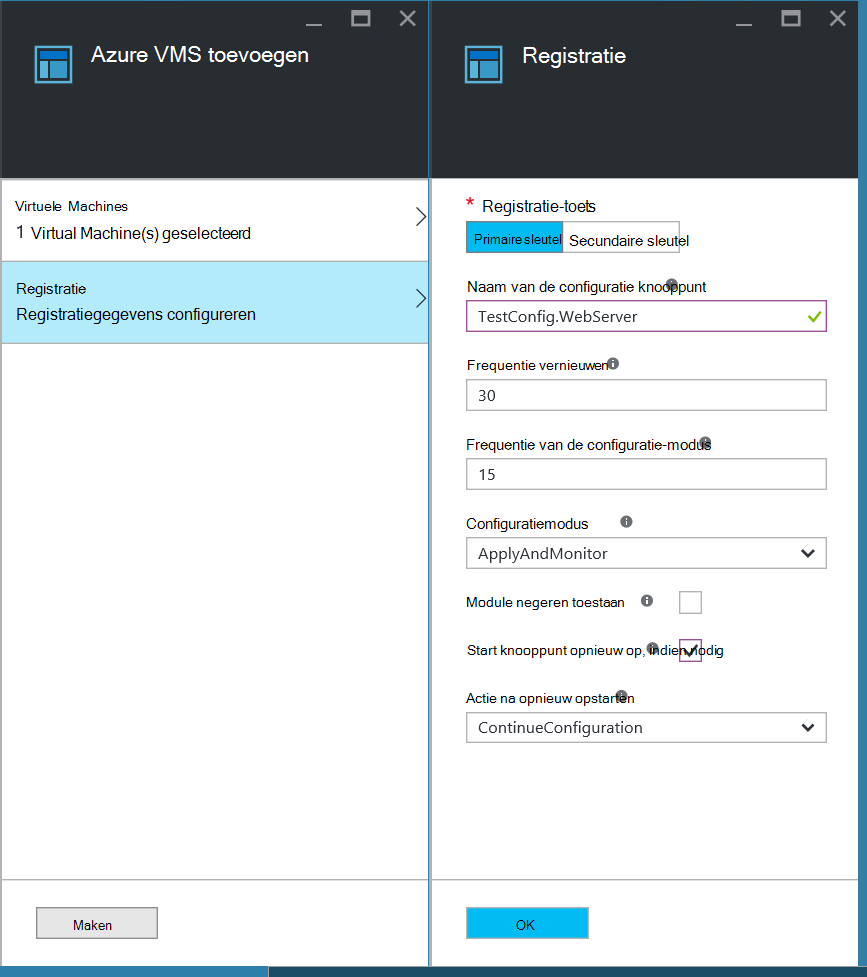 Azure VMS toevoegen
Virtuele Machines
1 Virtual Machine(s) geselecteerd
Registratie
Registratiegegevens configureren
Maken
Registratie
* Registratie-toets
Primaire sleutel Secundaire sleutel
Naam van de configuratie knooppunt
TestConfig.WebServer
Frequentie vernieuwen
30
Frequentie van de configuratie-modus
15
Configuratiemodus
ApplyAndMonitor
Module negeren toestaan
Start knooppunt opnieuw op, indien nodig
Actie na opnieuw opstarten
ContinueConfiguration
OK